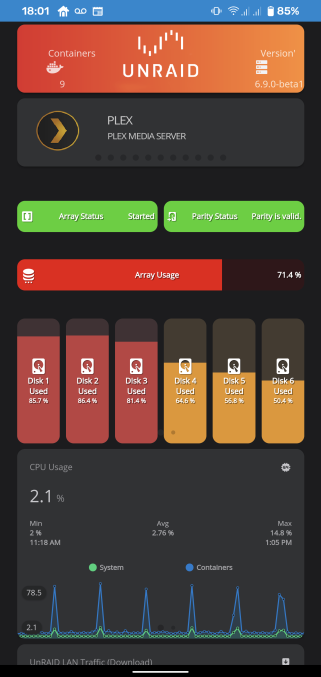 18:01
85%
Containers
9
UNRAID
Version'
6.9.0-beta1
PLEX
PLEX MEDIA SERVER
Array Status Started
Parity Status Parity is valid.
Array Usage 71.4 %
Disk 1 Used 85.7 %
Disk 2 Used 86.4 %
Disk 3 Used 81.4 %
Disk 4 Used 64.6 %
Disk 5 Used 56.8 %
Disk 6 Used 50.4 %
CPU Usage
2.1 %
Min Avg Max
2 % 2.76 % 14.8 %
11:18 AM 1:05 PM
System Containers
78.5
2.1
UnRAID LAN Traffic (Download)